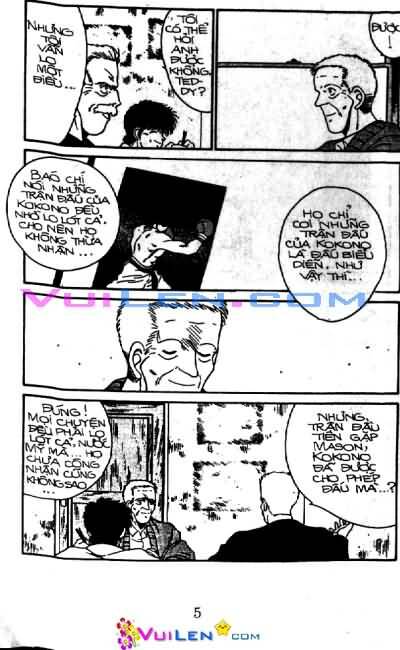 NHƯNG
TÔI
VẪN
LO
MỘT
ĐIỀU...
TÔI
CÓ THỂ
HỎI
ANH
ĐƯỢC
KHÔNG,
TED-
DY?
ĐƯỢC
!
BÁO CHÍ
NÓI NHỮNG
TRẬN ĐẤU CỦA
KOKONO ĐỀU
NHỜ LO LÓT CẢ,
CHO NÊN HỌ
KHÔNG THỪA
NHẬN...
HỌ CHỈ
COI NHỮNG
TRẬN ĐẤU
CỦA KOKONO
LÀ ĐẤU BIỂU
DIỄN, NHƯ
VẬY THÌ...
VUILEN.COM
ĐÚNG!
MỌI CHUYỆN
ĐỀU PHẢI LO
LÓT CẢ, NƯỚC
MỸ MÀ... HỌ
CHƯA CÔNG
NHẬN CŨNG
KHÔNG SAO...
NHƯNG,
TRẬN ĐẤU
TIÊN GẶP
MASON,
KOKONO
ĐÃ ĐƯỢC
CHO PHÉP
ĐẤU MÀ...?
5
VUILEN.COM